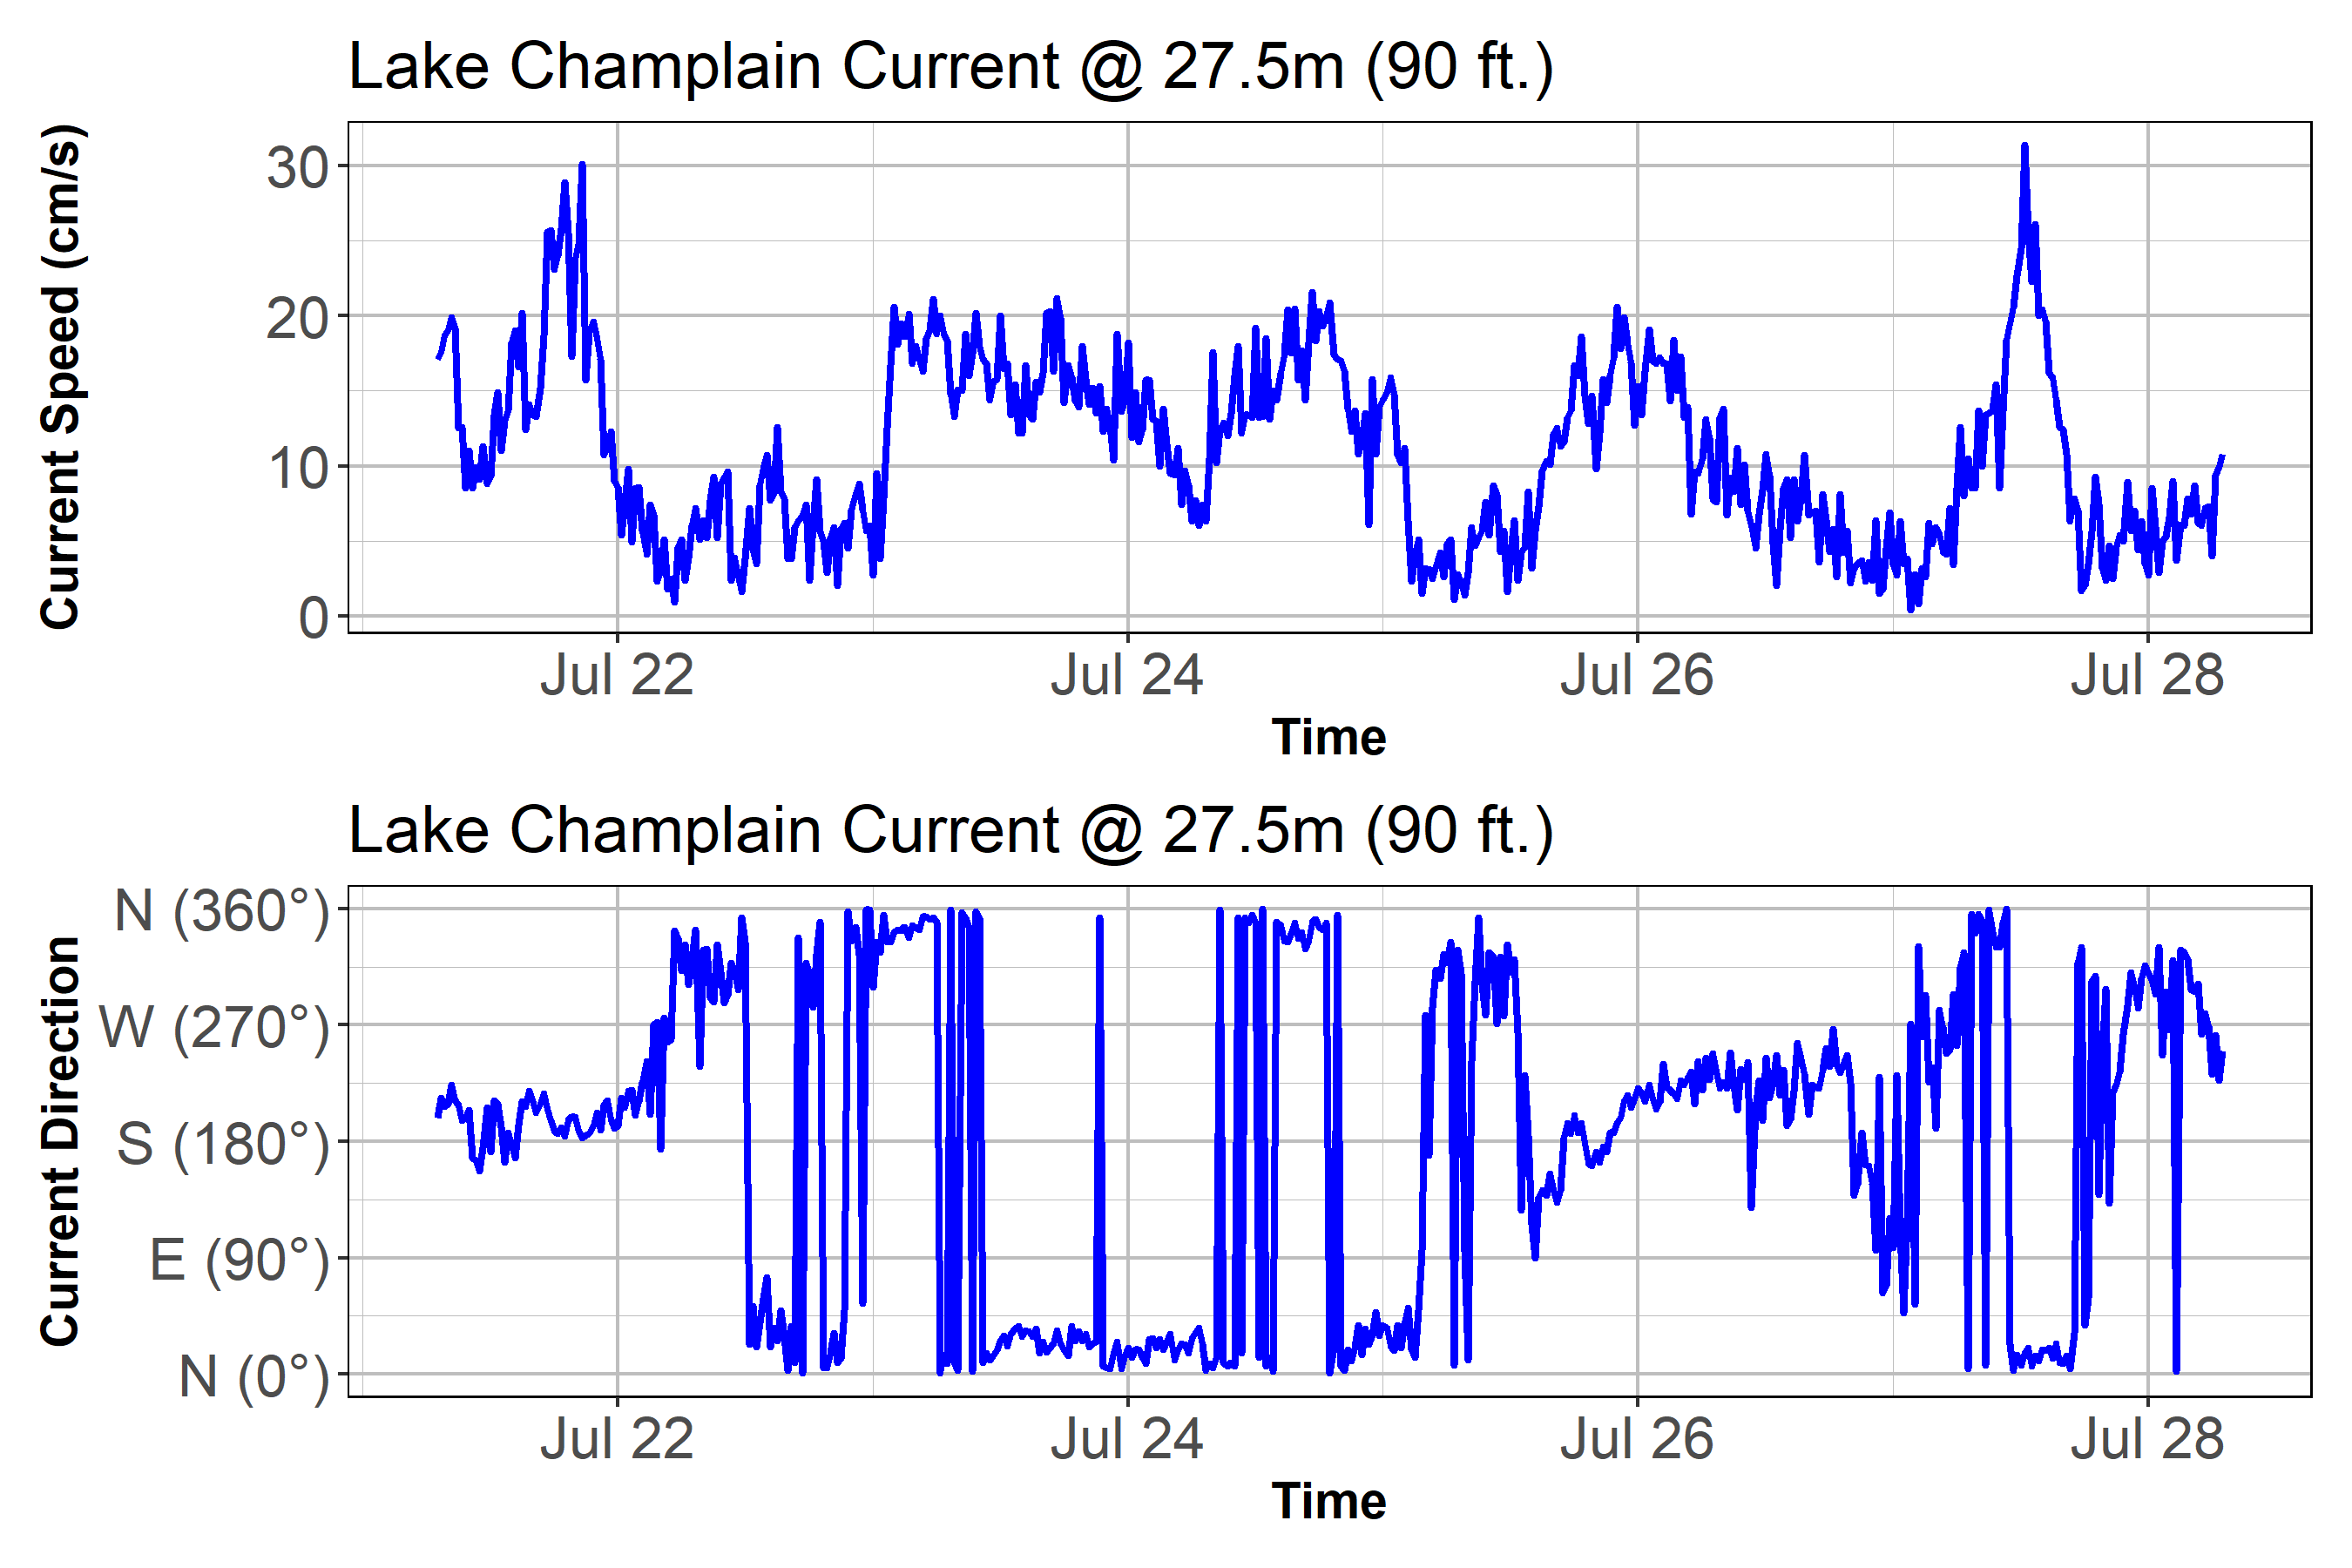 Lake Champlain Current @ 27.5m (90 ft.)
Current Speed (cm/s)
30
20
10
0
Jul 22 Jul 24 Jul 26 Jul 28
Time
Lake Champlain Current @ 27.5m (90 ft.)
Current Direction
N (360°)
W (270°)
S (180°)
E (90°)
N (0°)
Jul 22 Jul 24 Jul 26 Jul 28
Time